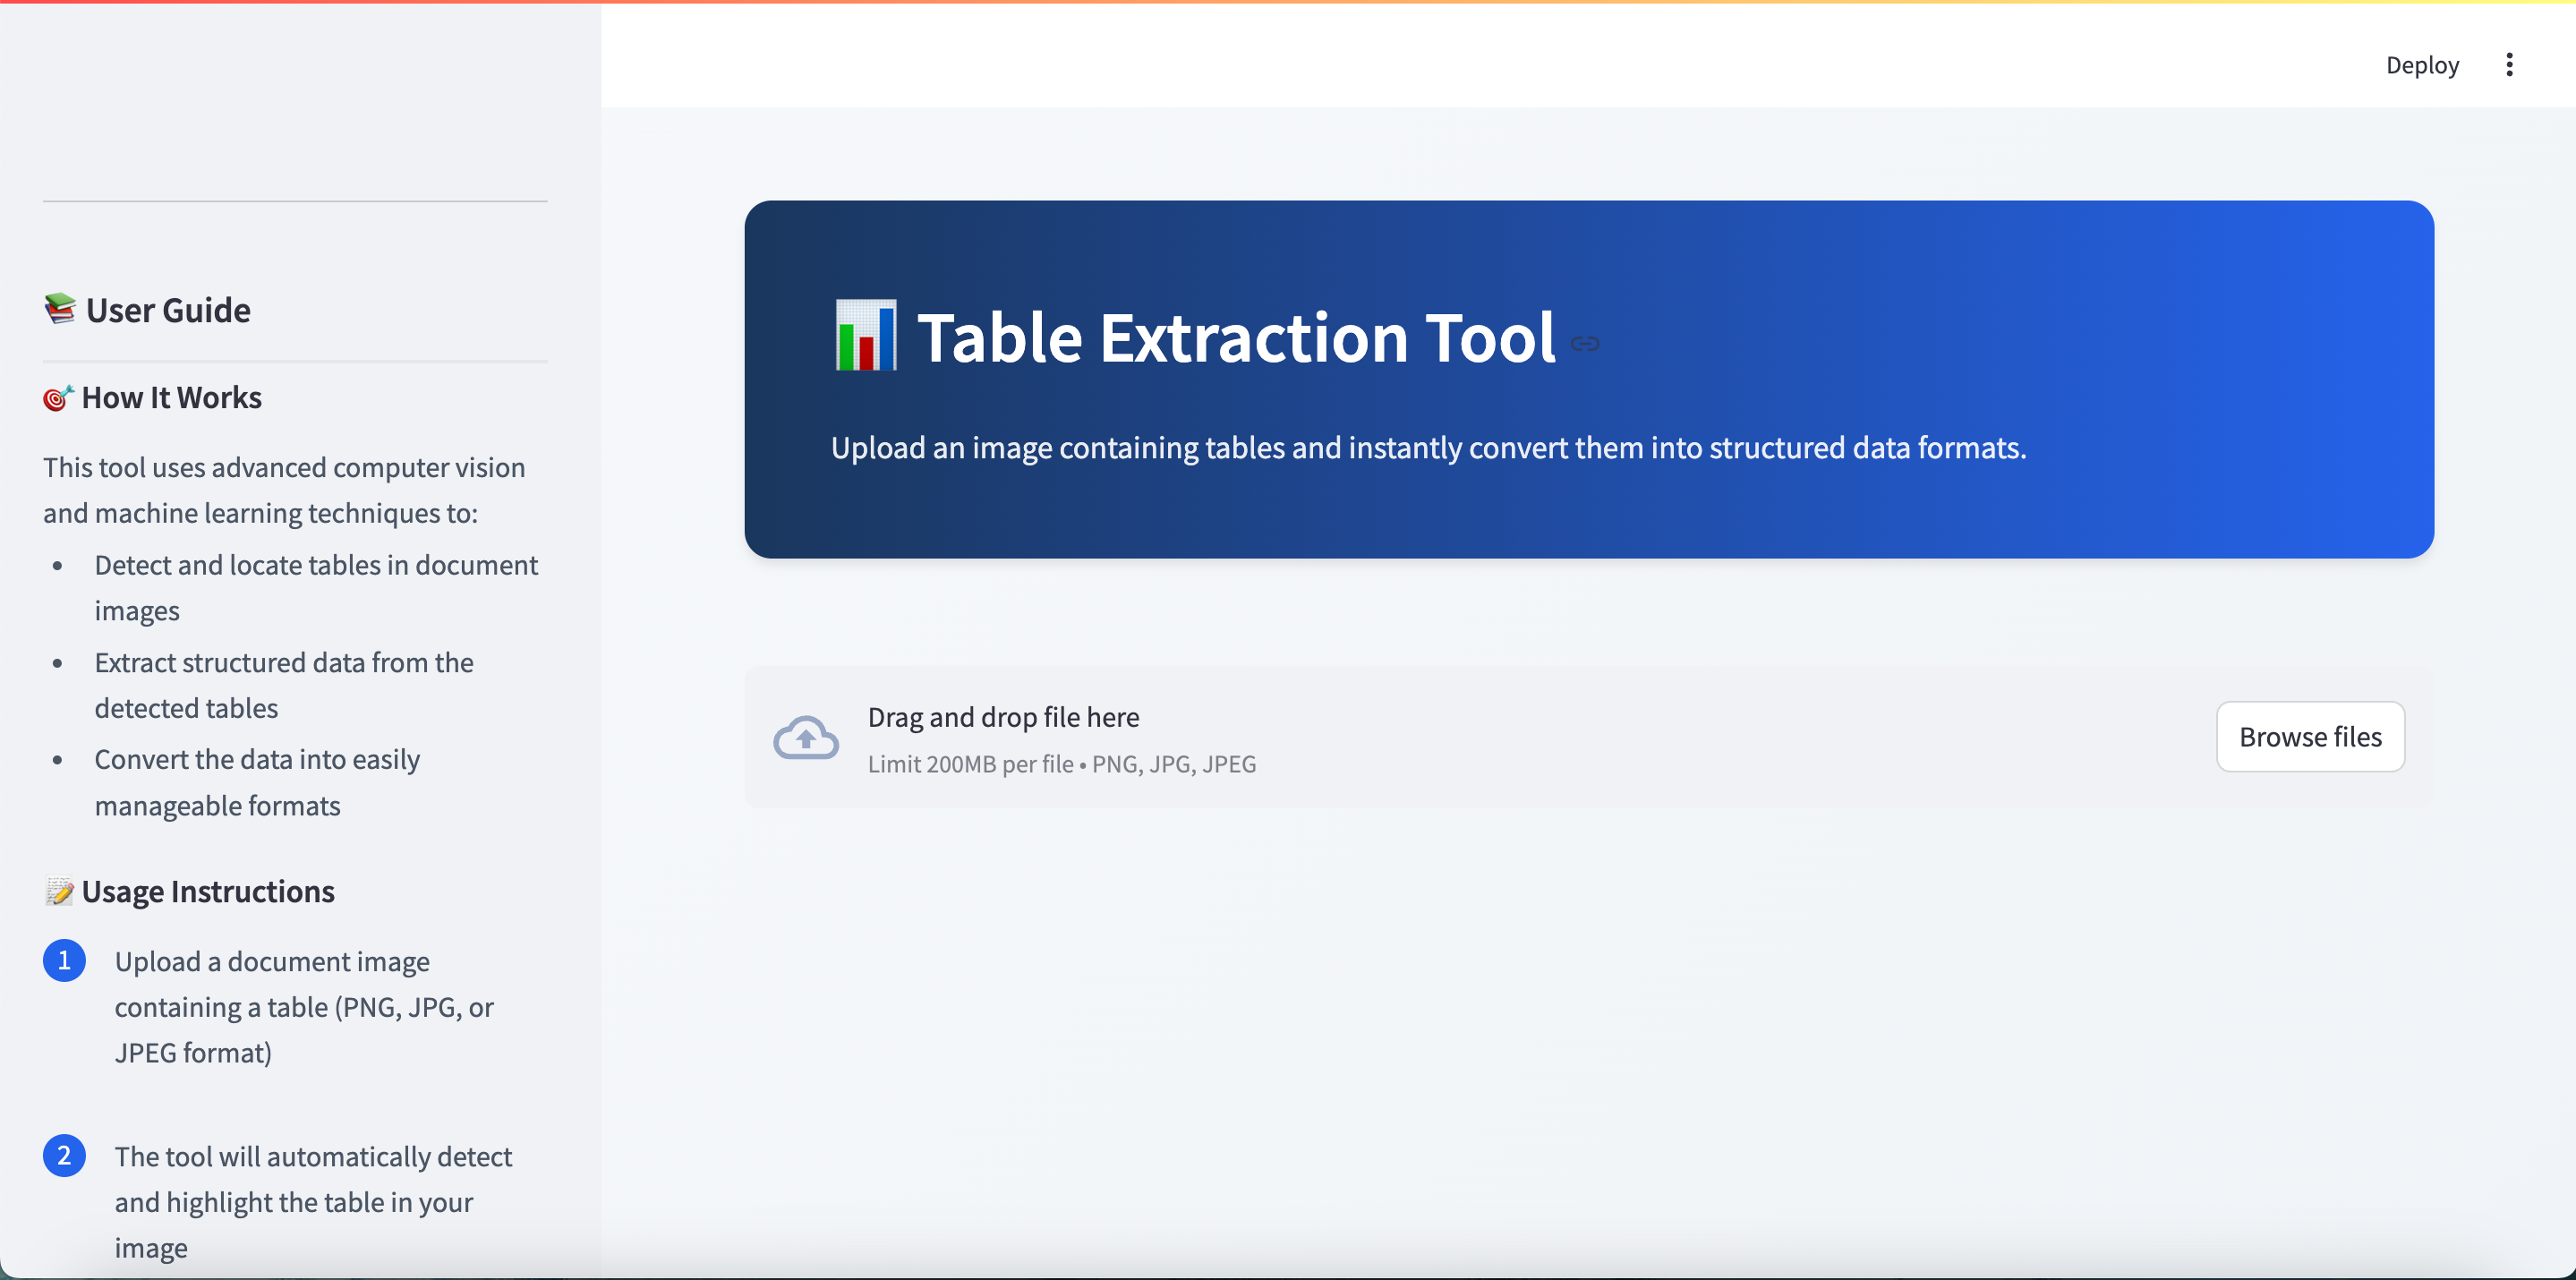 Deploy
User Guide
How It Works
This tool uses advanced computer vision
and machine learning techniques to:
• Detect and locate tables in document
images
• Extract structured data from the
detected tables
• Convert the data into easily
manageable formats
Usage Instructions
1 Upload a document image
containing a table (PNG, JPG, or
JPEG format)
2 The tool will automatically detect
and highlight the table in your
image
Table Extraction Tool
Upload an image containing tables and instantly convert them into structured data formats.
Drag and drop file here
Limit 200MB per file • PNG, JPG, JPEG
Browse files